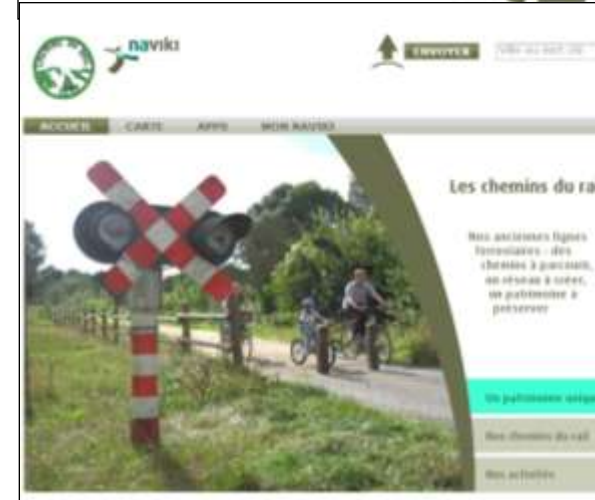 naviki
ENVOYER
ACCUEIL CARTE APPS MON NAVIKI
Les chemins du ra
Nos anciennes lignes
ferroviaires : des
chemins à parcourir,
un réseau à créer,
un patrimoine à
préserver
Un patrimoine uniqu
Nos chemins du rail
Nos activités